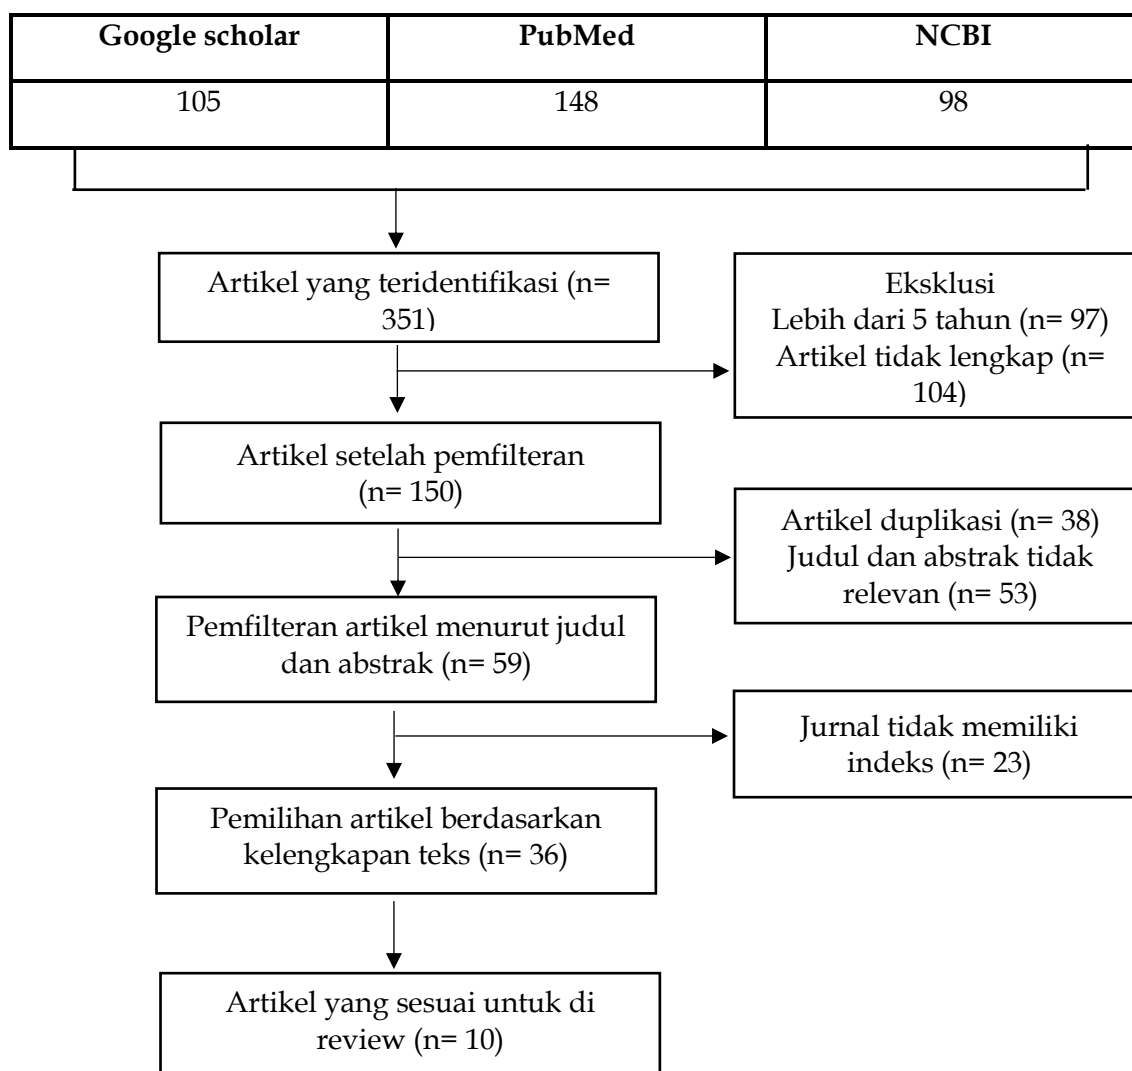 Google scholar
PubMed
NCBI
105
148
98
Artikel yang teridentifikasi (n=
351)
Eksklusi
Lebih dari 5 tahun (n= 97)
Artikel tidak lengkap (n=
104)
Artikel setelah pemfilteran
(n= 150)
Artikel duplikasi (n= 38)
Judul dan abstrak tidak
relevan (n= 53)
Pemfilteran artikel menurut judul
dan abstrak (n= 59)
Jurnal tidak memiliki
indeks (n= 23)
Pemilihan artikel berdasarkan
kelengkapan teks (n= 36)
Artikel yang sesuai untuk di
review (n= 10)